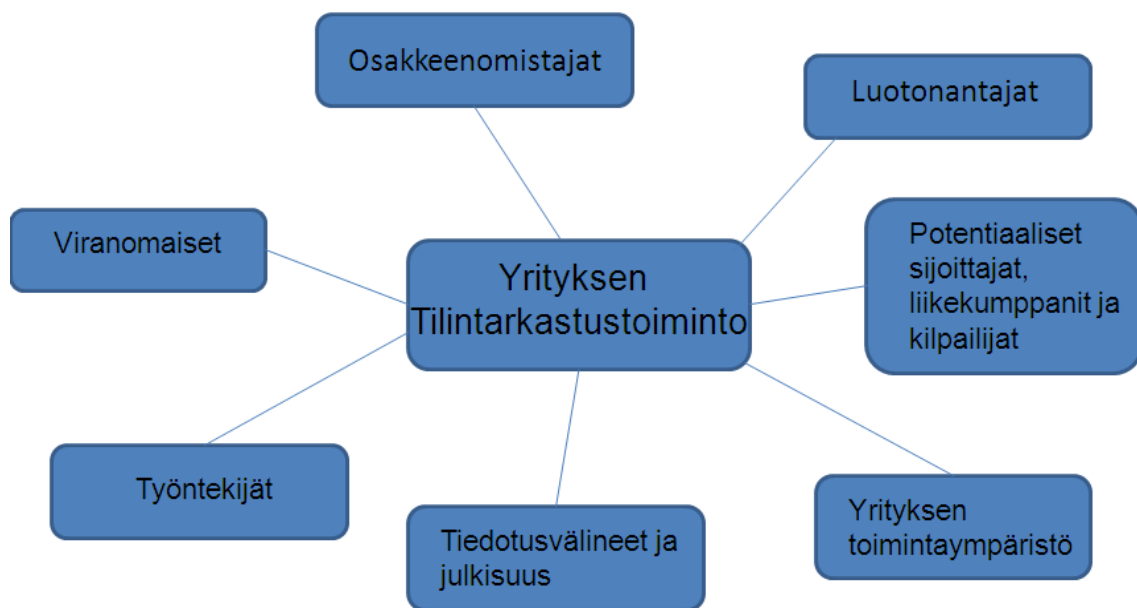 Osakkeenomistajat
Luotonantajat
Viranomaiset
Yrityksen
Tilintarkastustoiminto
Potentiaaliset
sijoittajat,
liikekumppanit ja
kilpailijat
Työntekijät
Tiedotusvälineet ja
julkisuus
Yrityksen
toimintaympäristö